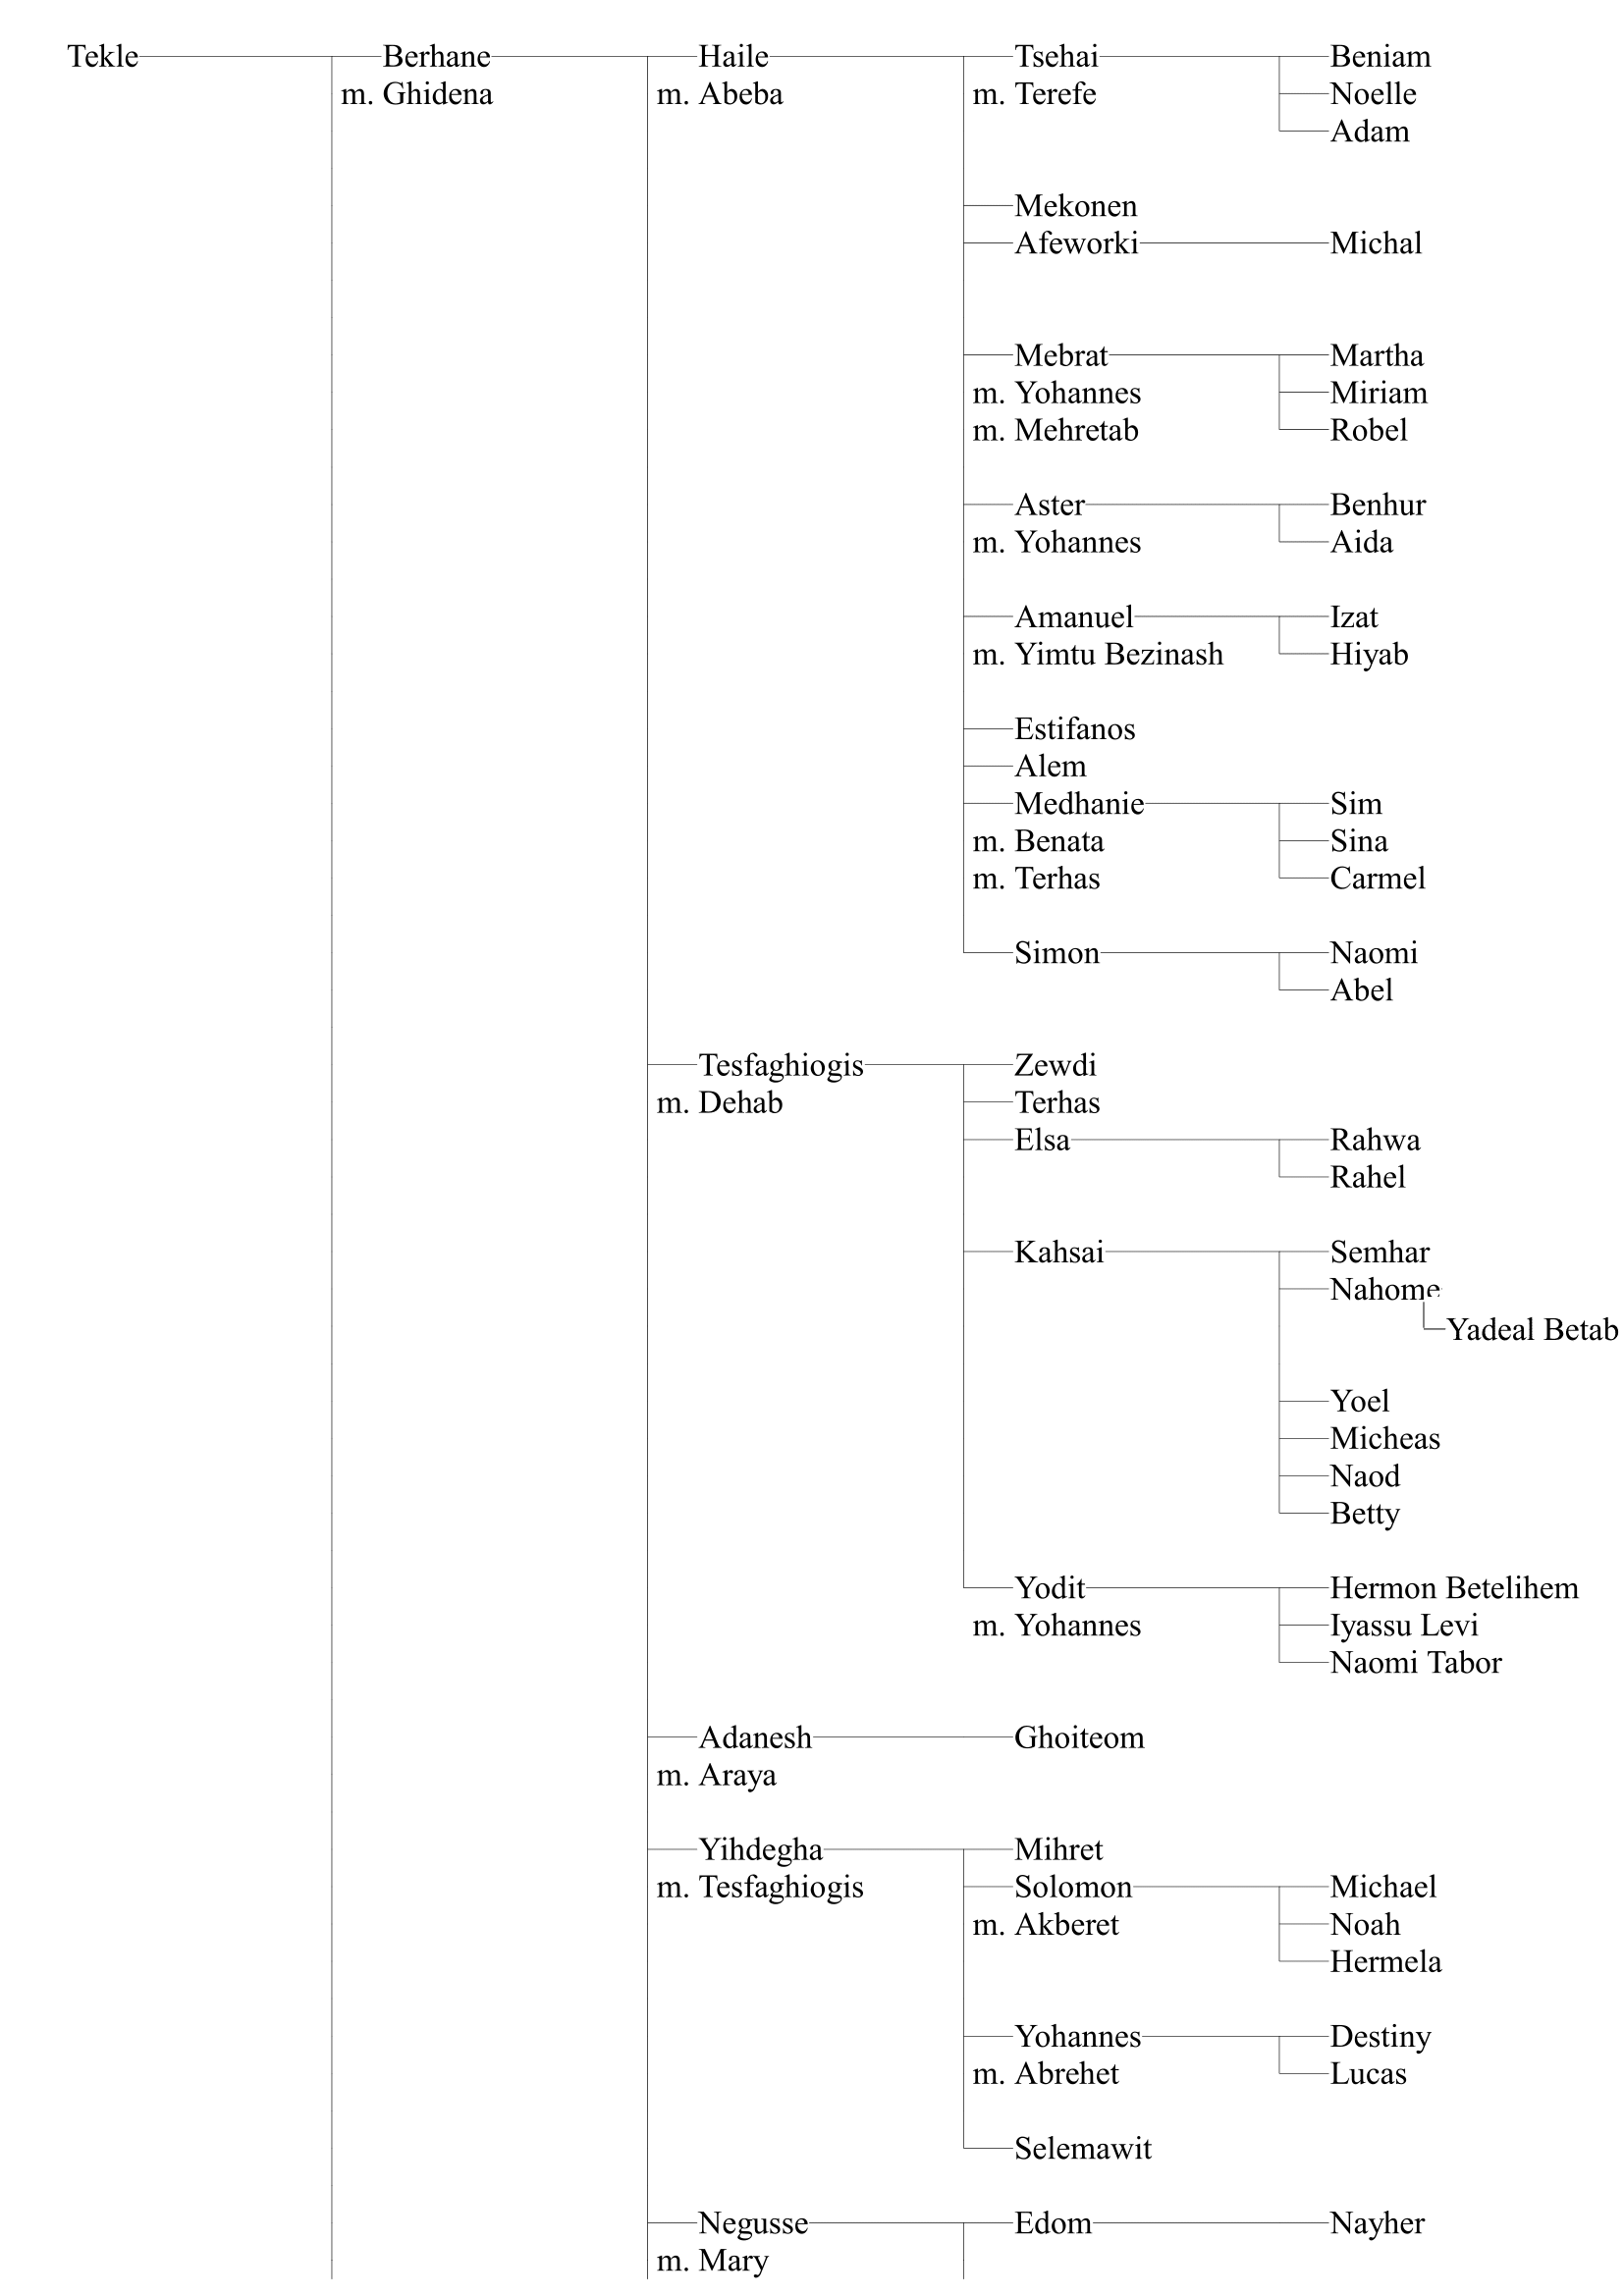 Tekle Berhane Haile Tsehai Beniam
m. Ghidena m. Abeba m. Terefe Noelle
Adam
Mekonen
Afeworki Michal
Mebrat Martha
m. Yohannes Miriam
m. Mehretab Robel
Aster Benhur
m. Yohannes Aida
Amanuel Izat
m. Yimtu Bezinash Hiyab
Estifanos
Alem
Medhanie Sim
m. Benata Sina
m. Terhas Carmel
Simon Naomi
Abel
Tesfaghiogis Zewdi
m. Dehab Terhas
Elsa Rahwa
Rahel
Kahsai Semhar
Nahome
Yadeal Betab
Yoel
Micheas
Naod
Betty
Yodit Hermon Betelihem
m. Yohannes Iyassu Levi
Naomi Tabor
Adanesh Ghoiteom
m. Araya
Yihdegha Mihret
m. Tesfaghiogis Solomon Michael
m. Akberet Noah
Hermela
Yohannes Destiny
m. Abrehet Lucas
Selemawit
Negusse Edom Nayher
m. Mary